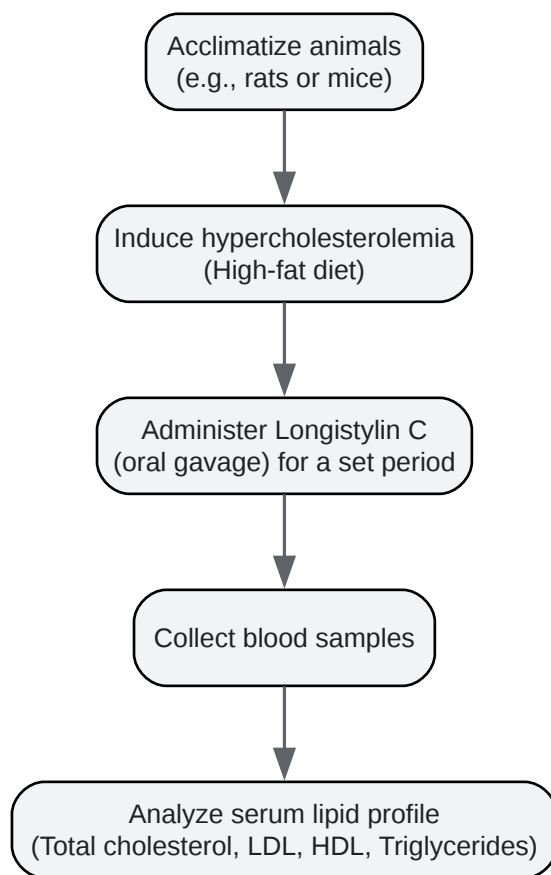 Acclimatize animals
(e.g., rats or mice)
Induce hypercholesterolemia
(High-fat diet)
Administer Longistylin C
(oral gavage) for a set period
Collect blood samples
Analyze serum lipid profile
(Total cholesterol, LDL, HDL, Triglycerides)